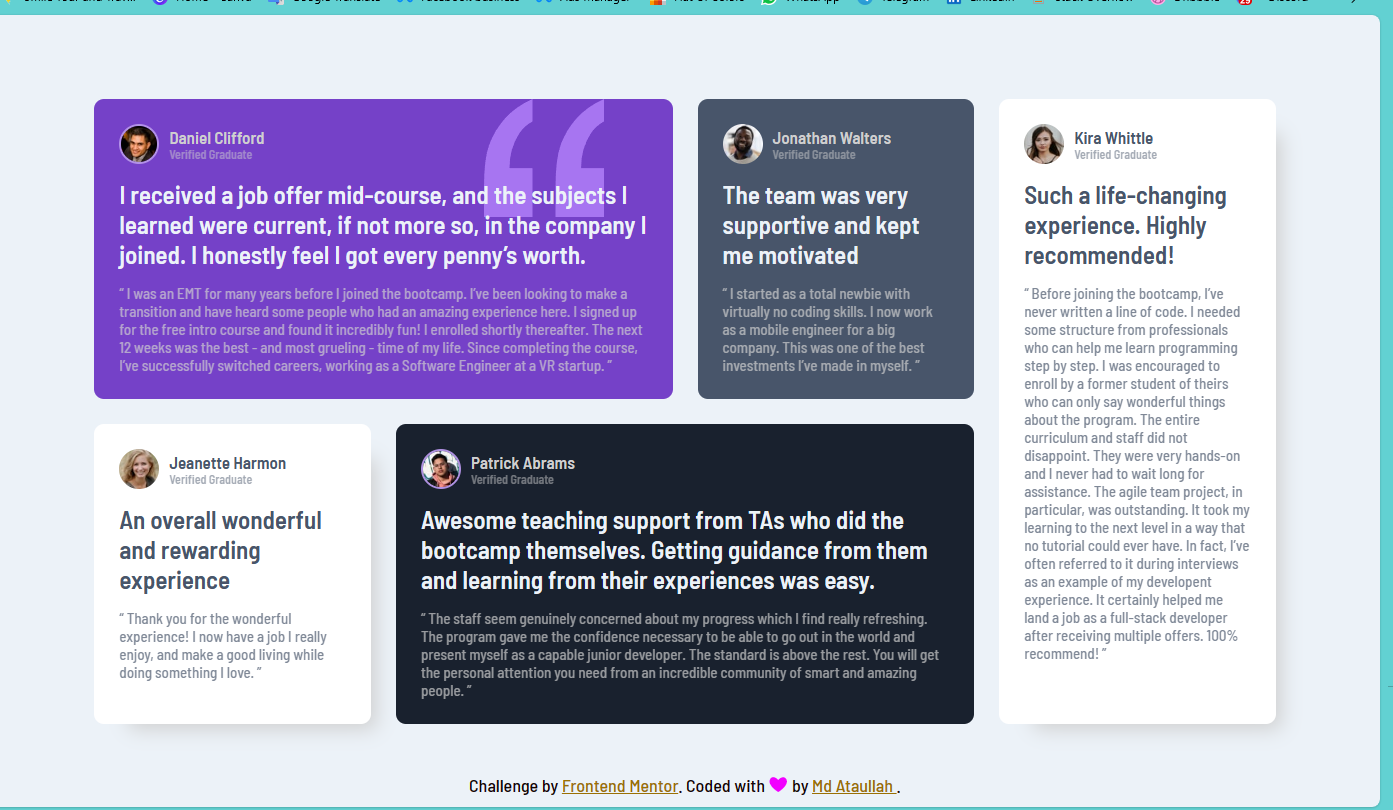 Daniel Clifford
Verified Graduate
I received a job offer mid-course, and the subjects I
learned were current, if not more so, in the company I
joined. I honestly feel I got every penny’s worth.
“ I was an EMT for many years before I joined the bootcamp. I’ve been looking to make a
transition and have heard some people who had an amazing experience here. I signed up
for the free intro course and found it incredibly fun! I enrolled shortly thereafter. The next
12 weeks was the best - and most grueling - time of my life. Since completing the course,
I’ve successfully switched careers, working as a Software Engineer at a VR startup. ”
Jonathan Walters
Verified Graduate
The team was very
supportive and kept
me motivated
“ I started as a total newbie with
virtually no coding skills. I now work
as a mobile engineer for a big
company. This was one of the best
investments I’ve made in myself. ”
Kira Whittle
Verified Graduate
Such a life-changing
experience. Highly
recommended!
“ Before joining the bootcamp, I’ve
never written a line of code. I needed
some structure from professionals
who can help me learn programming
step by step. I was encouraged to
enroll by a former student of theirs
who can only say wonderful things
about the program. The entire
curriculum and staff did not
disappoint. They were very hands-on
and I never had to wait long for
assistance. The agile team project, in
particular, was outstanding. It took my
learning to the next level in a way that
no tutorial could ever have. In fact, I’ve
often referred to it during interviews
as an example of my developent
experience. It certainly helped me
land a job as a full-stack developer
after receiving multiple offers. 100%
recommend! ”
Jeanette Harmon
Verified Graduate
An overall wonderful
and rewarding
experience
“ Thank you for the wonderful
experience! I now have a job I really
enjoy, and make a good living while
doing something I love. ”
Patrick Abrams
Verified Graduate
Awesome teaching support from TAs who did the
bootcamp themselves. Getting guidance from them
and learning from their experiences was easy.
“ The staff seem genuinely concerned about my progress which I find really refreshing.
The program gave me the confidence necessary to be able to go out in the world and
present myself as a capable junior developer. The standard is above the rest. You will get
the personal attention you need from an incredible community of smart and amazing
people. ”
Challenge by Frontend Mentor. Coded with by Md Ataullah .